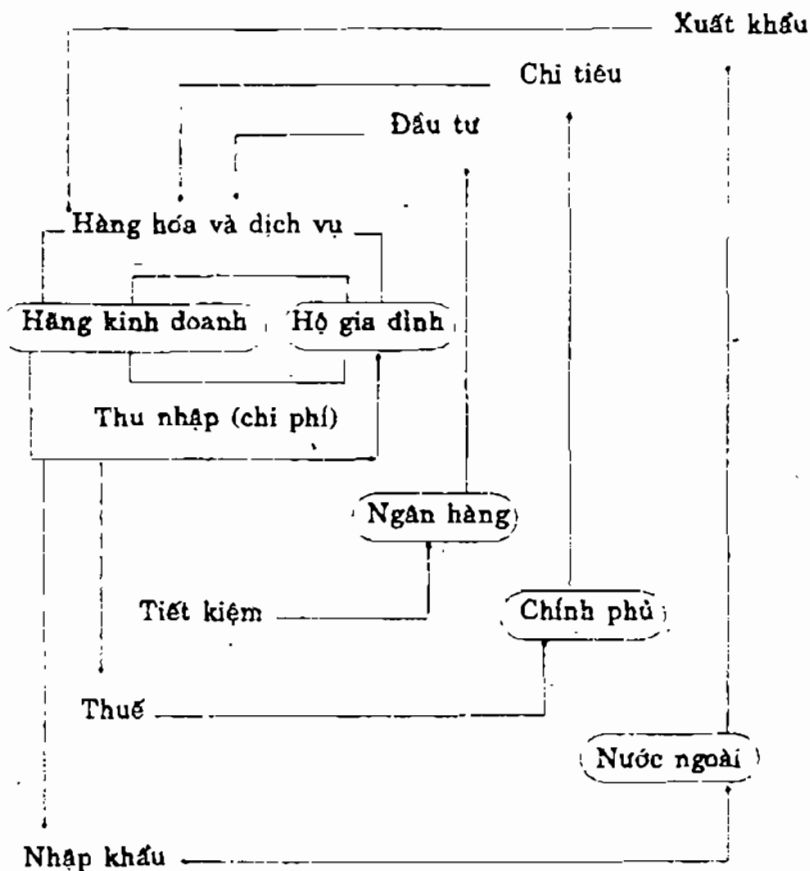 Xuất khẩu
Chi tiêu
Đầu tư
Hàng hóa và dịch vụ
Hãng kinh doanh
Hộ gia đình
Thu nhập (chi phí)
Ngân hàng
Tiết kiệm
Chính phủ
Thuế
Nước ngoài
Nhập khẩu